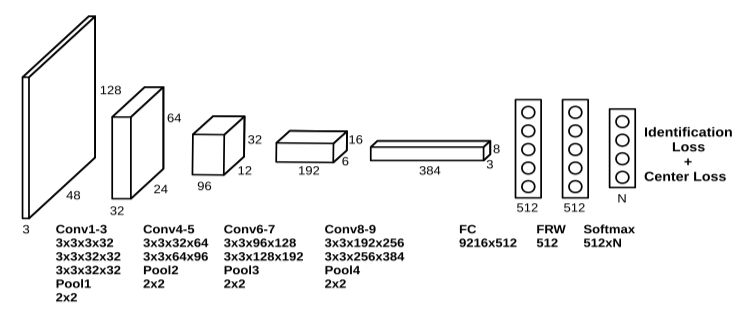 128
48
3
64
24
32
32
12
96
16
6
192
8
3
384
512
512
N
Identification
Loss
+
Center Loss
Conv1-3
3x3x3x32
3x3x32x32
3x3x32x32
Pool1
2x2
Conv4-5
3x3x32x64
3x3x64x96
Pool2
2x2
Conv6-7
3x3x96x128
3x3x128x192
Pool3
2x2
Conv8-9
3x3x192x256
3x3x256x384
Pool4
2x2
FC
9216x512
FRW
512
Softmax
512xN